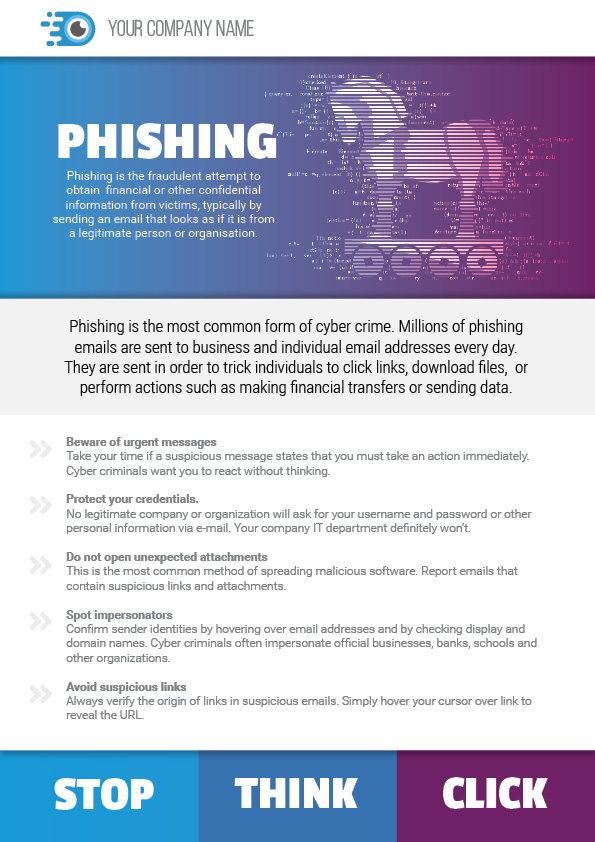 YOUR COMPANY NAME
PHISHING
Phishing is the fraudulent attempt to
obtain financial or other confidential
information from victims, typically by
sending an email that looks as if it is from
a legitimate person or organisation.
Phishing is the most common form of cyber crime. Millions of phishing
emails are sent to business and individual email addresses every day.
They are sent in order to trick individuals to click links, download files, or
perform actions such as making financial transfers or sending data.
Beware of urgent messages
Take your time if a suspicious message states that you must take an action immediately.
Cyber criminals want you to react without thinking.
Protect your credentials.
No legitimate company or organization will ask for your username and password or other
personal information via e-mail. Your company IT department definitely won't.
Do not open unexpected attachments
This is the most common method of spreading malicious software. Report emails that
contain suspicious links and attachments.
Spot impersonators
Confirm sender identities by hovering over email addresses and by checking display and
domain names. Cyber criminals often impersonate official businesses, banks, schools and
other organizations.
Avoid suspicious links
Always verify the origin of links in suspicious emails. Simply hover your cursor over link to
reveal the URL.
STOP THINK CLICK